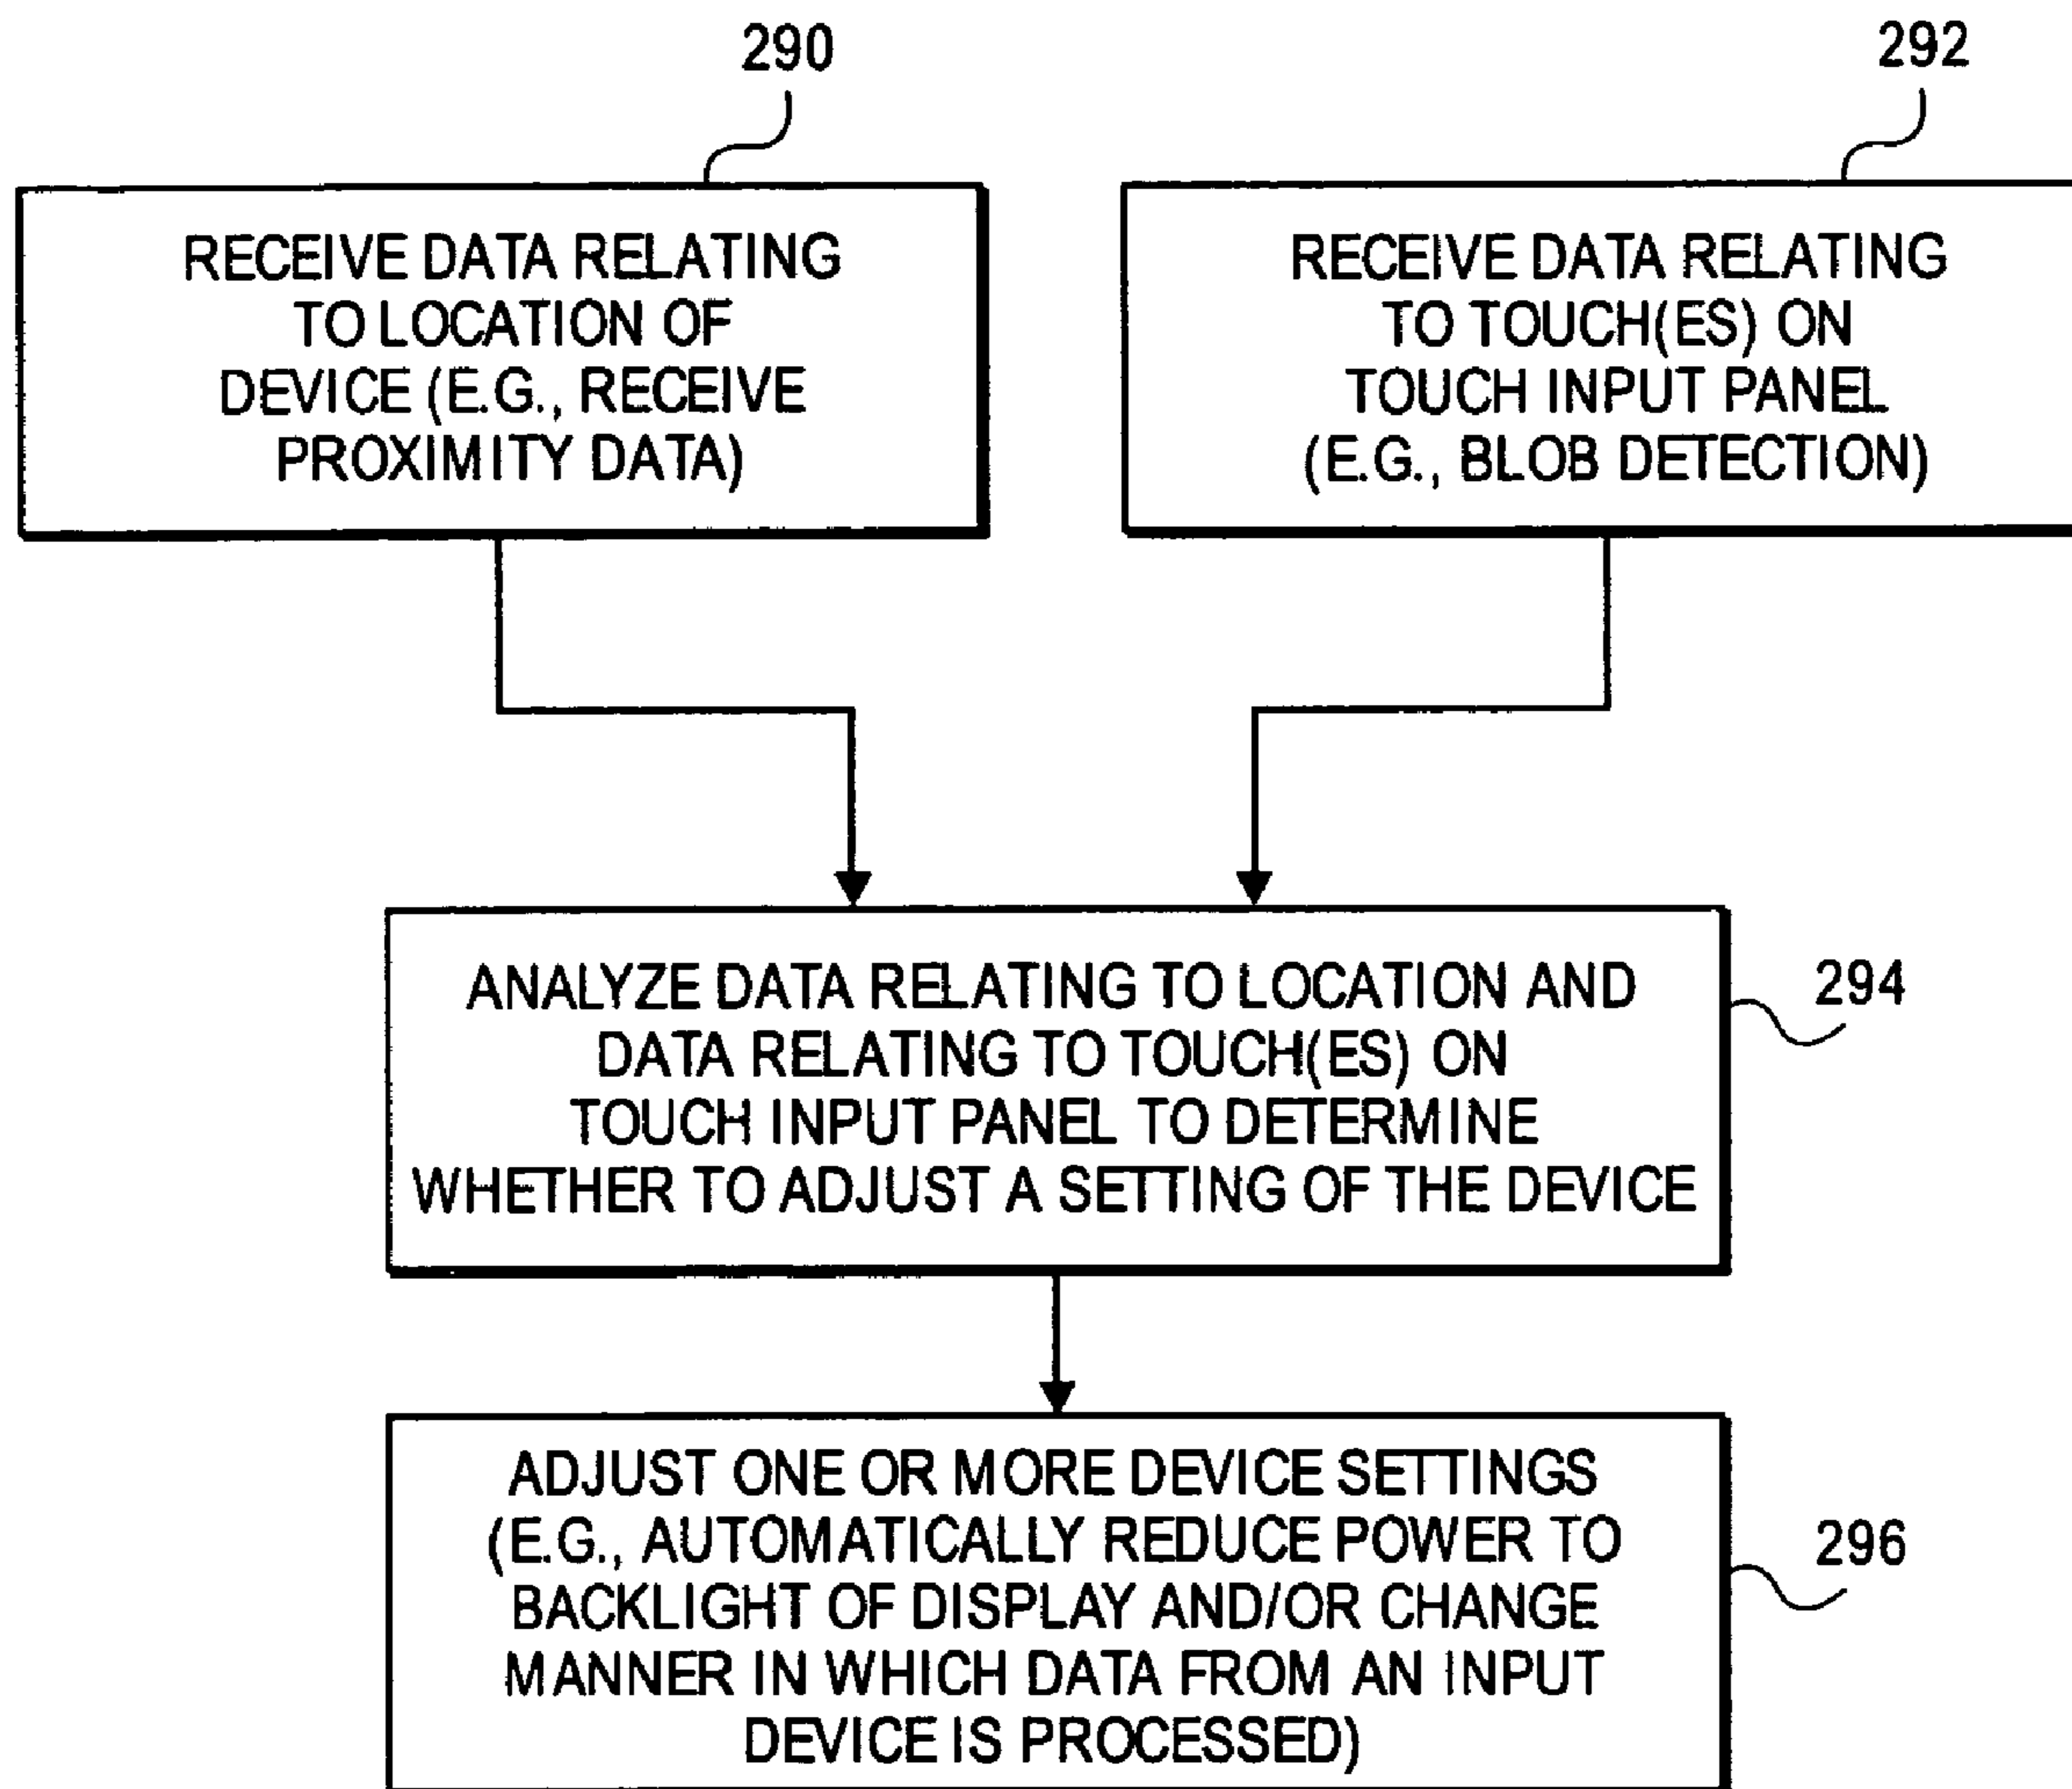 290
292
RECEIVE DATA RELATING
TO LOCATION OF
DEVICE (E.G., RECEIVE
PROXIMITY DATA)
RECEIVE DATA RELATING
TO TOUCH(ES) ON
TOUCH INPUT PANEL
(E.G., BLOB DETECTION)
ANALYZE DATA RELATING TO LOCATION AND
DATA RELATING TO TOUCH(ES) ON
TOUCH INPUT PANEL TO DETERMINE
WHETHER TO ADJUST A SETTING OF THE DEVICE
294
ADJUST ONE OR MORE DEVICE SETTINGS
(E.G., AUTOMATICALLY REDUCE POWER TO
BACKLIGHT OF DISPLAY AND/OR CHANGE
MANNER IN WHICH DATA FROM AN INPUT
DEVICE IS PROCESSED)
296